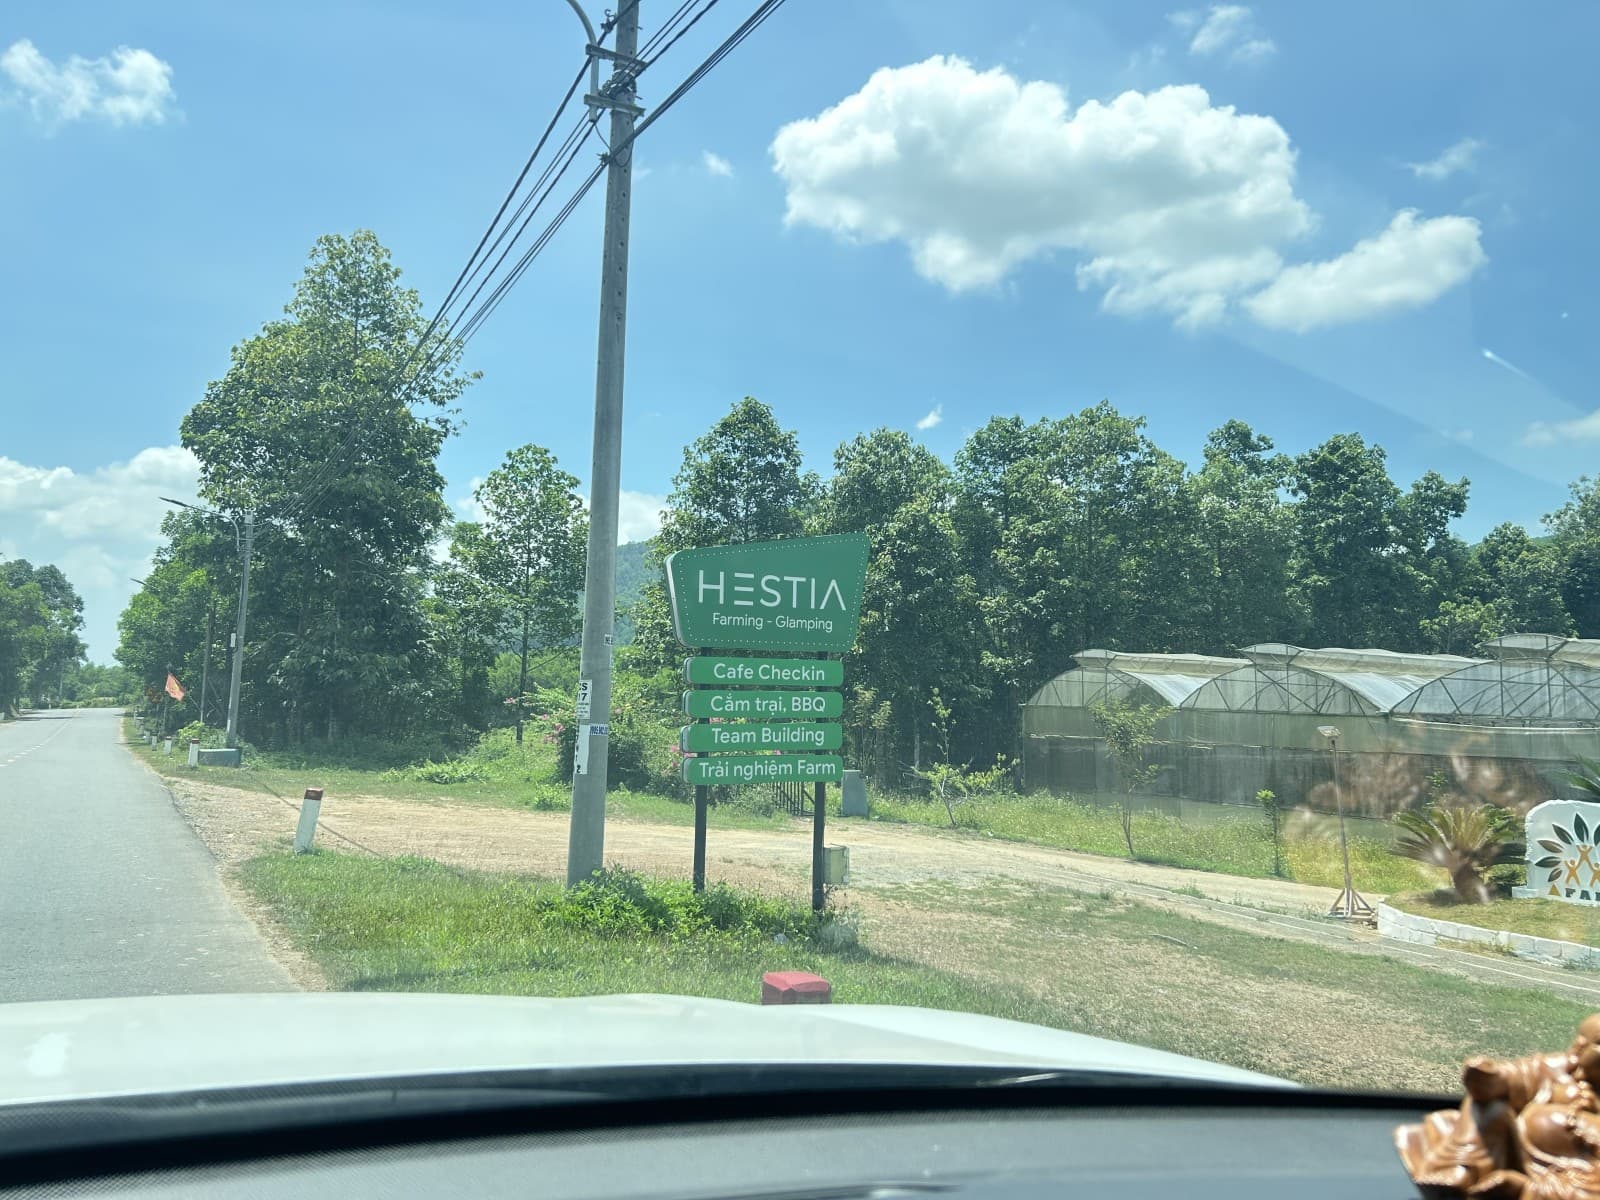 HESTIA
Farming - Glamping
Cafe Checkin
Cắm trại, BBQ
Team Building
Trải nghiệm Farm